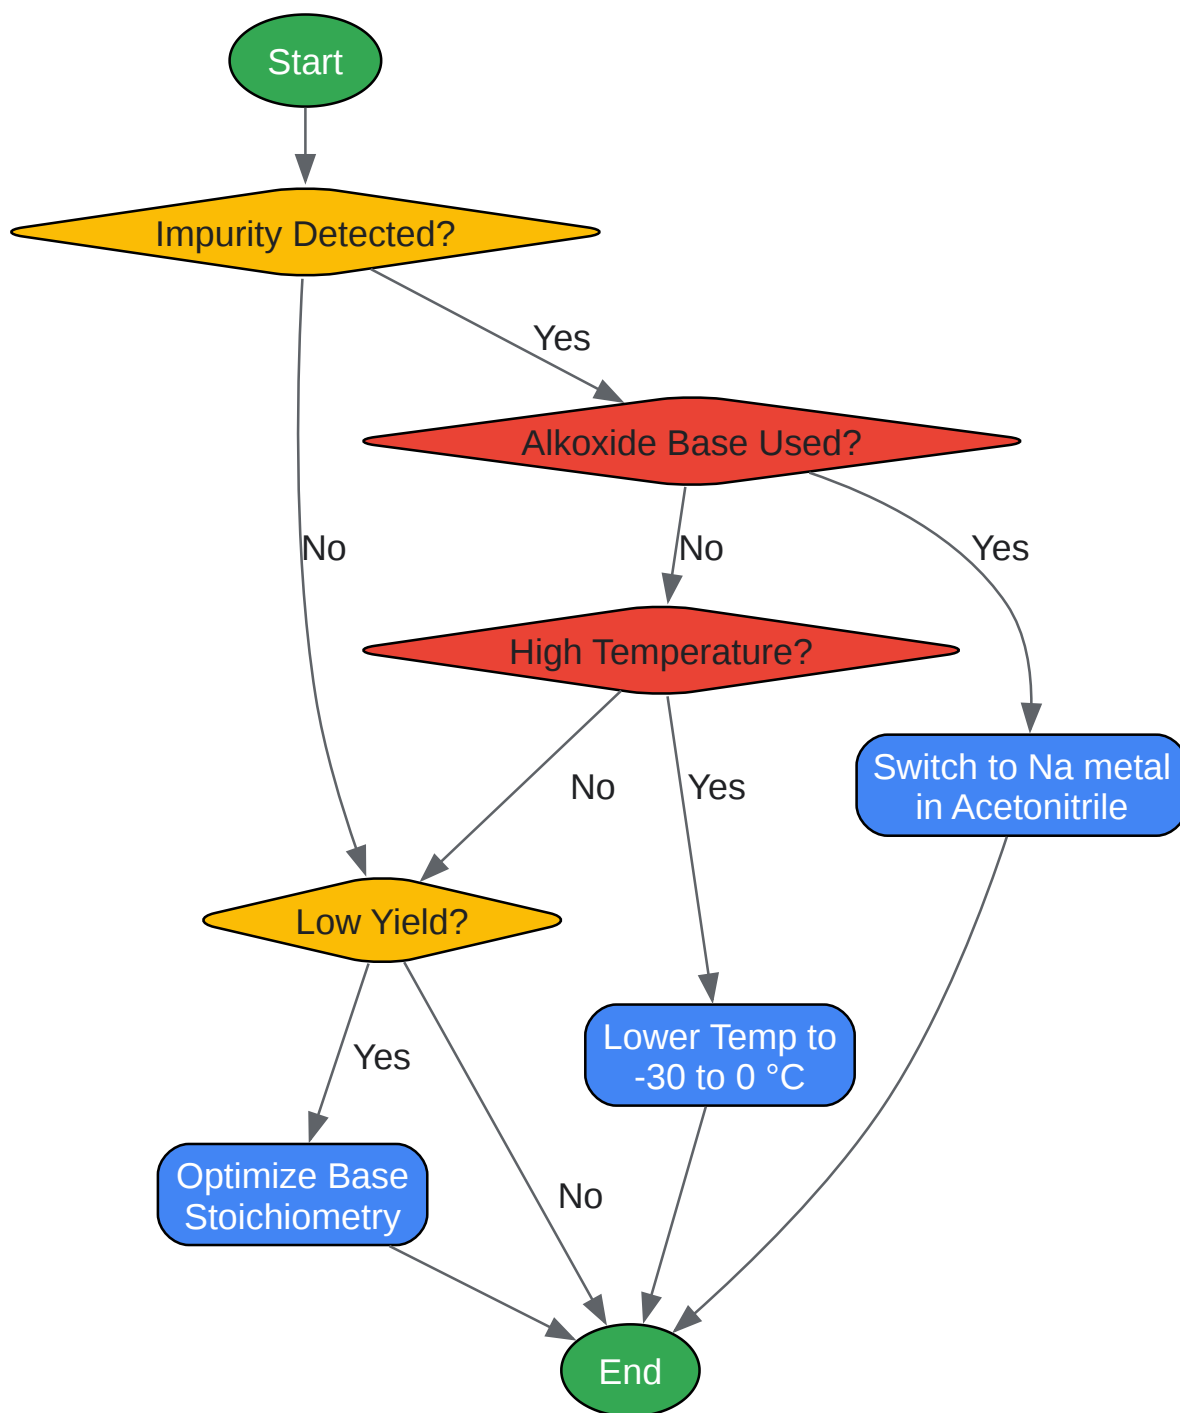 Start
Impurity Detected?
Yes
Alkoxide Base Used?
No
No
Yes
High Temperature?
Switch to Na metal
in Acetonitrile
No
Yes
Low Yield?
Lower Temp to
-30 to 0 °C
Yes
Optimize Base
Stoichiometry
No
End